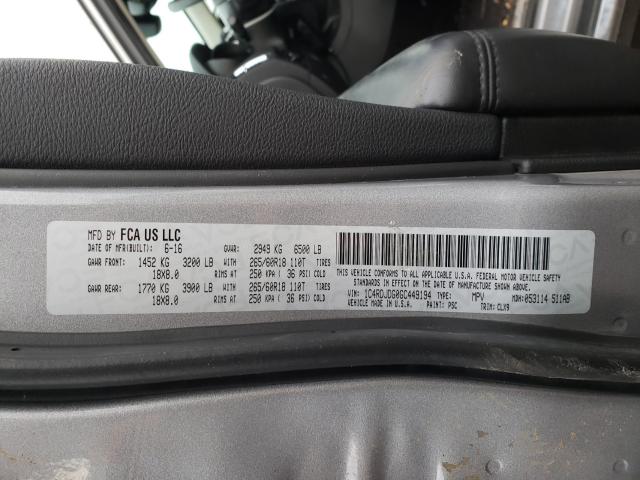 MFD BY FCA US LLC
DATE OF MFR(BUILT): 6-16 GVWR: 2949 KG 6500 LB
GAWR FRONT: 1452 KG 3200 LB WITH 265/60R18 110T TIRES
18X8.0 RIMS AT 250 KPA ( 36 PSI) COLD
GAWR REAR: 1770 KG 3900 LB WITH 265/60R18 110T TIRES
18X8.0 RIMS AT 250 KPA ( 36 PSI) COLD
THIS VEHICLE CONFORMS TO ALL APPLICABLE U.S.A. FEDERAL MOTOR VEHICLE SAFETY
STANDARDS IN EFFECT ON THE DATE OF MANUFACTURE SHOWN ABOVE.
VIN: 1C4RDJDG0GC449194 TYPE: MPV MDH: 053114 511AB
VEHICLE MADE IN U.S.A. PAINT: PSC TRIM: CLX9